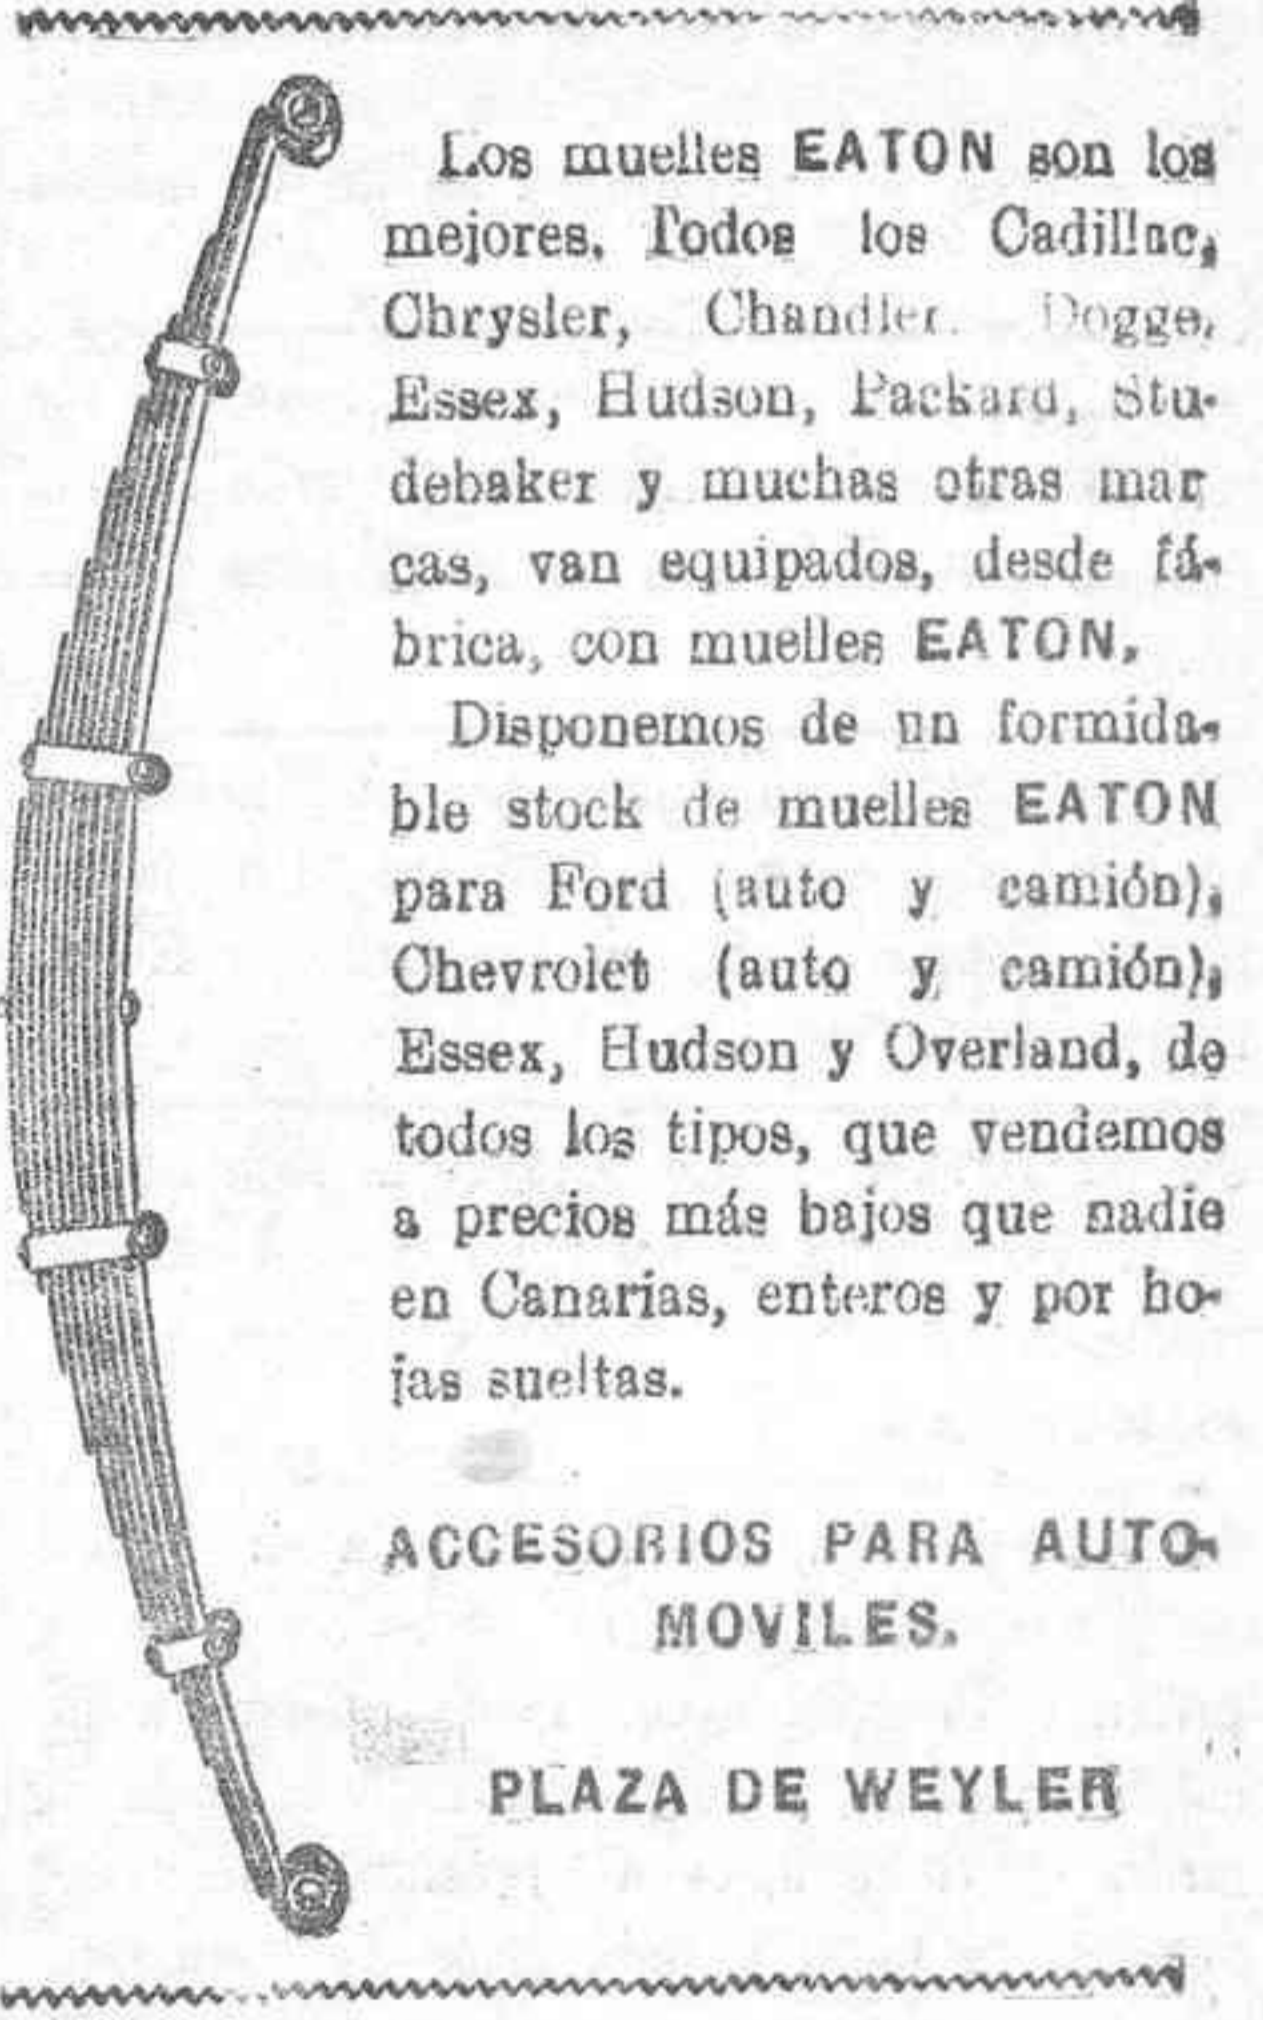 Los muelles EATON son los
mejores. Todos los Cadillac,
Chrysler, Chandler. Dogge,
Essex, Hudson, Packard, Stu-
debaker y muchas otras mar
cas, van equipados, desde fá-
brica, con muelles EATON.
Disponemos de un formida-
ble stock de muelles EATON
para Ford (auto y camión),
Chevrolet (auto y camión),
Essex, Hudson y Overland, de
todos los tipos, que vendemos
a precios más bajos que nadie
en Canarias, enteros y por ho-
jas sueltas.
ACCESORIOS PARA AUTO-
MOVILES.
PLAZA DE WEYLER